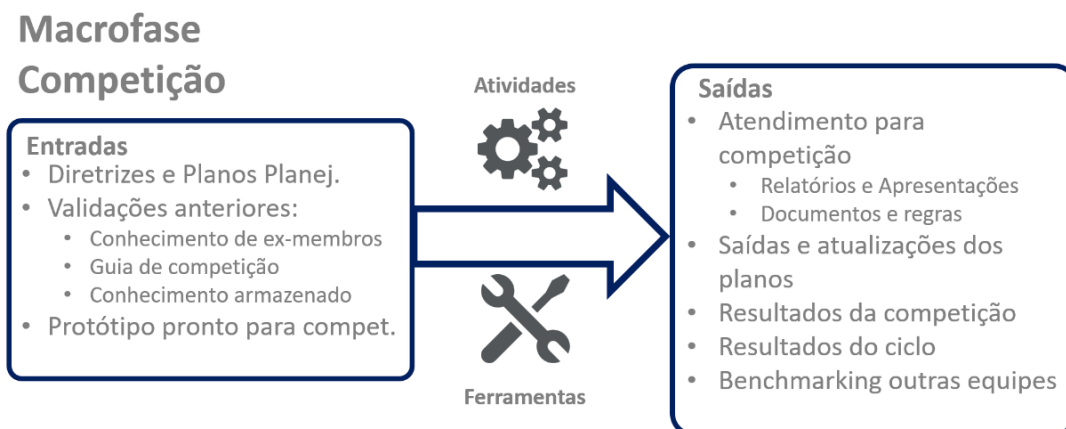 Macrofase
Competição
Entradas
• Diretrizes e Planos Planej.
• Validações anteriores:
• Conhecimento de ex-membros
• Guia de competição
• Conhecimento armazenado
• Protótipo pronto para compet.
Atividades
Ferramentas
Saídas
• Atendimento para
competição
• Relatórios e Apresentações
• Documentos e regras
• Saídas e atualizações dos
planos
• Resultados da competição
• Resultados do ciclo
• Benchmarking outras equipes